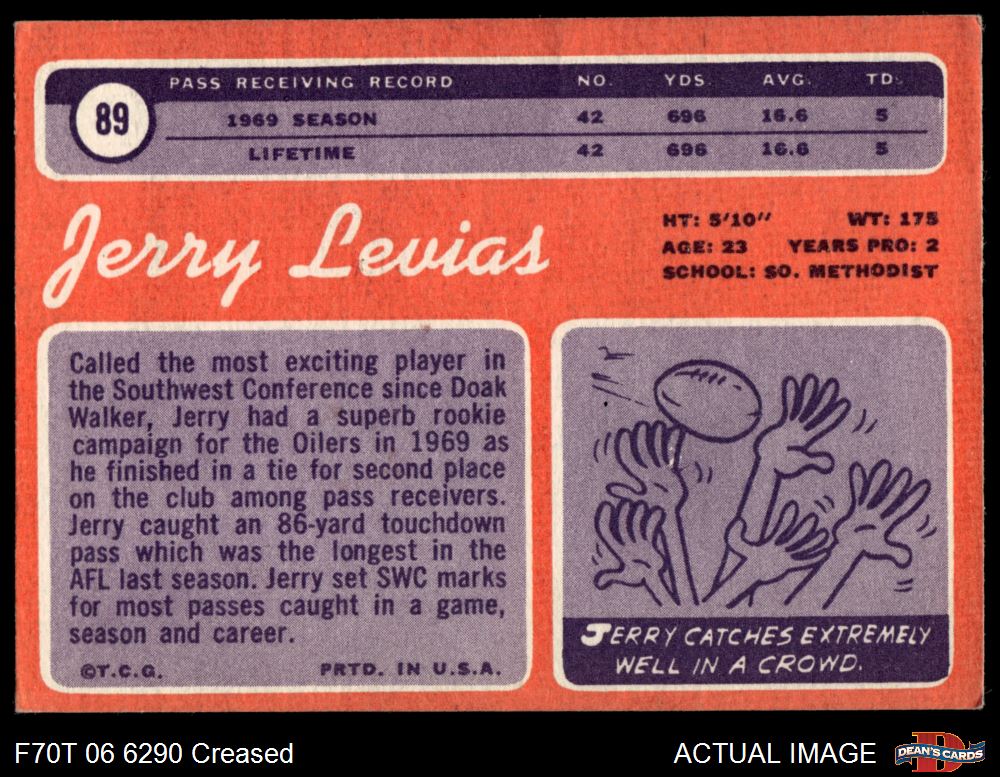 89
PASS RECEIVING RECORD NO. YDS. AVG. TD.
1969 SEASON 42 696 16.6 5
LIFETIME 42 696 16.6 5
Jerry Levias
HT: 5'10" WT: 175
AGE: 23 YEARS PRO: 2
SCHOOL: SO. METHODIST
Called the most exciting player in
the Southwest Conference since Doak
Walker, Jerry had a superb rookie
campaign for the Oilers in 1969 as
he finished in a tie for second place
on the club among pass receivers.
Jerry caught an 86-yard touchdown
pass which was the longest in the
AFL last season. Jerry set SWC marks
for most passes caught in a game,
season and career.
©T.C.G. PRTD. IN U.S.A.
JERRY CATCHES EXTREMELY
WELL IN A CROWD.
F70T 06 6290 Creased
ACTUAL IMAGE
DEAN'S CARDS